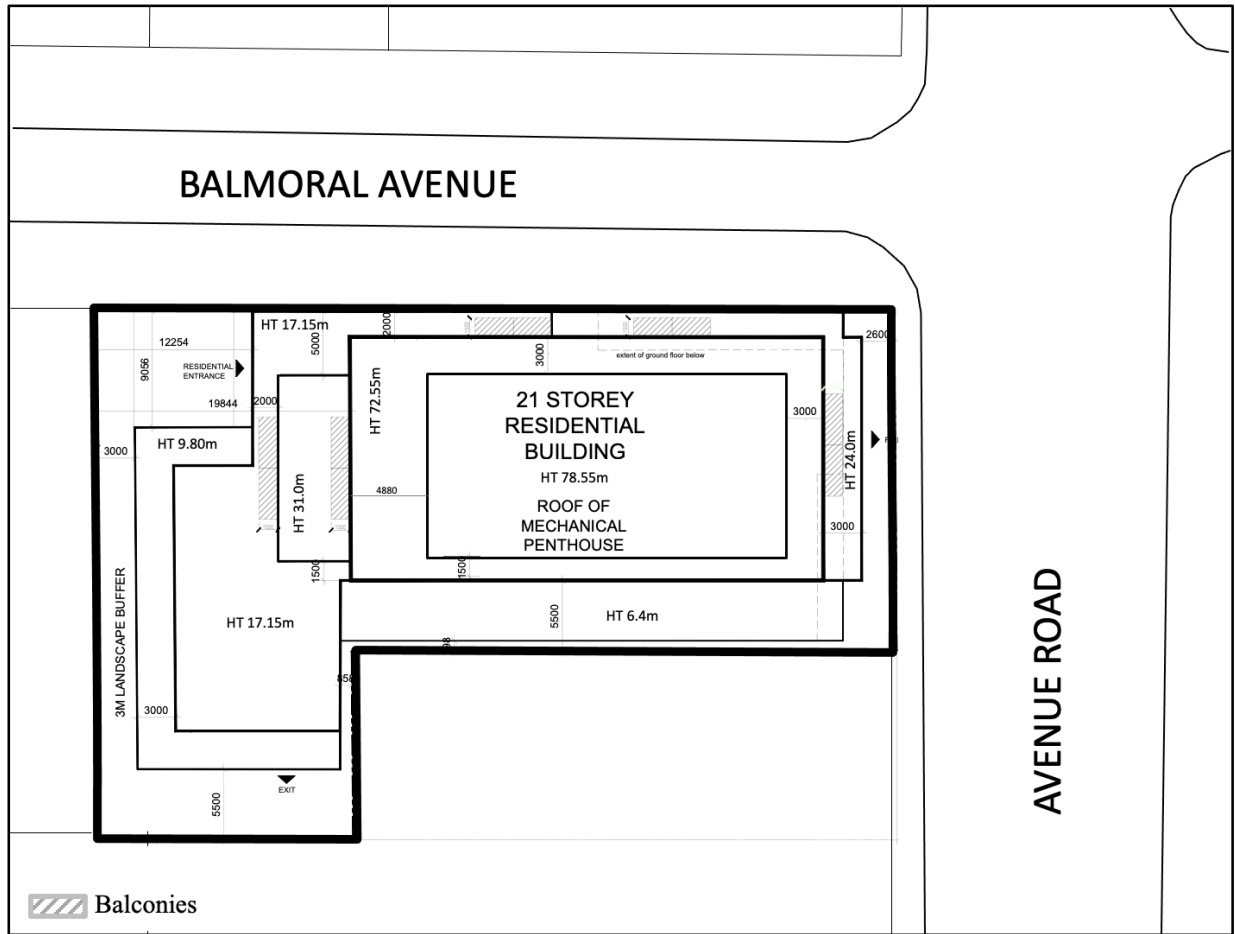 BALMORAL AVENUE
HT 17.15m
2000
5000
2600
12254
9056
RESIDENTIAL
ENTRANCE
3000
extent of ground floor below
HT 72.55m
19844
2000
21 STOREY
RESIDENTIAL
BUILDING
HT 78.55m
ROOF OF
MECHANICAL
PENTHOUSE
3000
HT 24.0m
HT 9.80m
3000
4880
HT 31.0m
3000
1500
1500
3M LANDSCAPE BUFFER
HT 17.15m
5500
HT 6.4m
AVENUE ROAD
3000
5500
EXIT
Balconies